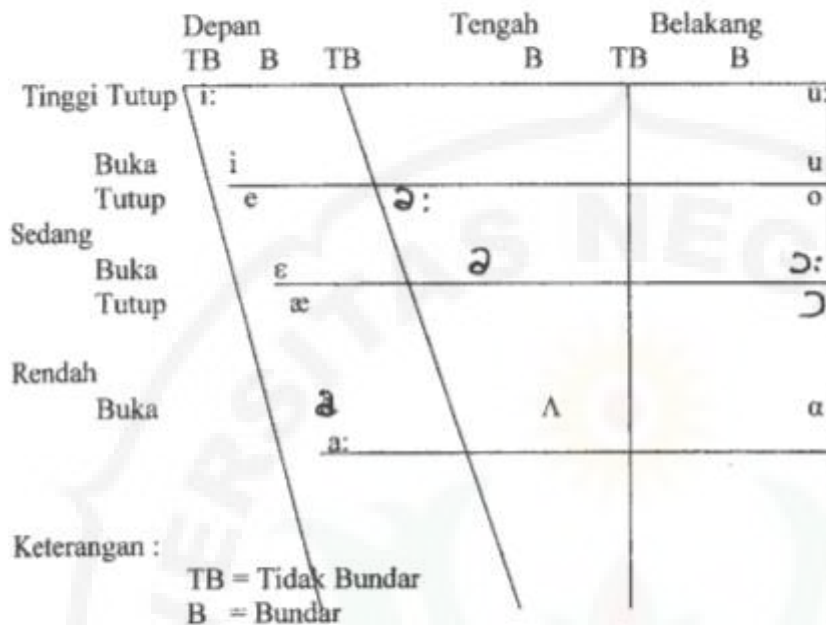 Depan Tengah Belakang
TB B TB B TB B
Tinggi Tutup i: u:
Buka i u
Tutup e ə: o
Sedang
Buka ε ə ɔ:
Tutup æ ɔ
Rendah
Buka Λ α
a:
Keterangan :
TB = Tidak Bundar
B = Bundar